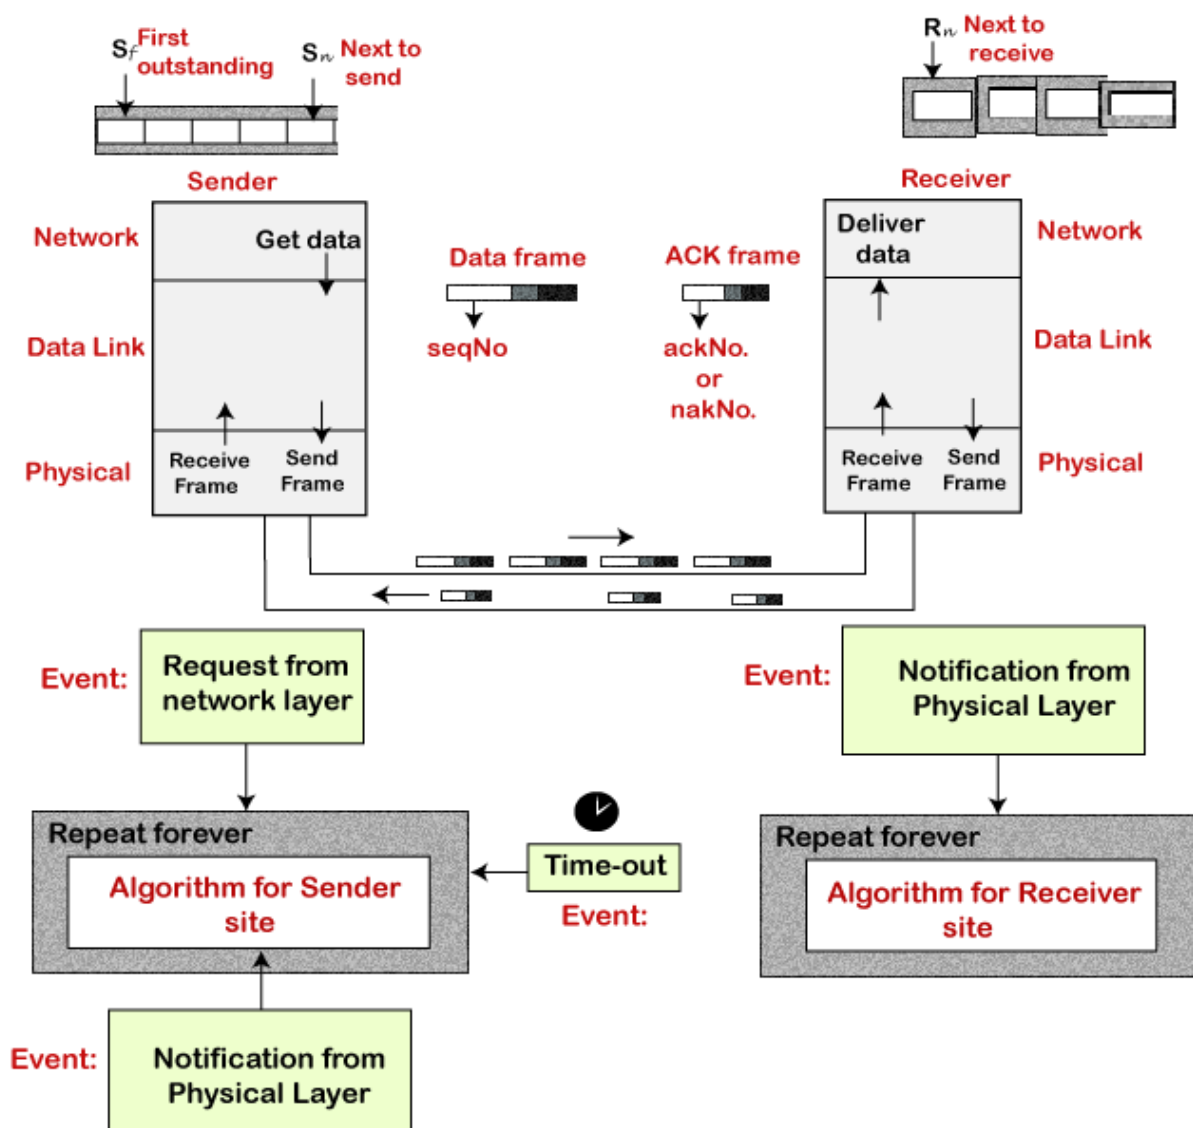 Sf First
outstanding
Sn Next to
send
Rn Next to
receive
Sender
Receiver
Network
Get data
Data frame
ACK frame
Deliver
data
Network
Data Link
seqNo
ackNo.
or
nakNo.
Data Link
Physical
Receive
Frame
Send
Frame
Receive
Frame
Send
Frame
Physical
Event:
Request from
network layer
Event:
Notification from
Physical Layer
Repeat forever
Algorithm for Sender
site
Time-out
Event:
Repeat forever
Algorithm for Receiver
site
Event:
Notification from
Physical Layer